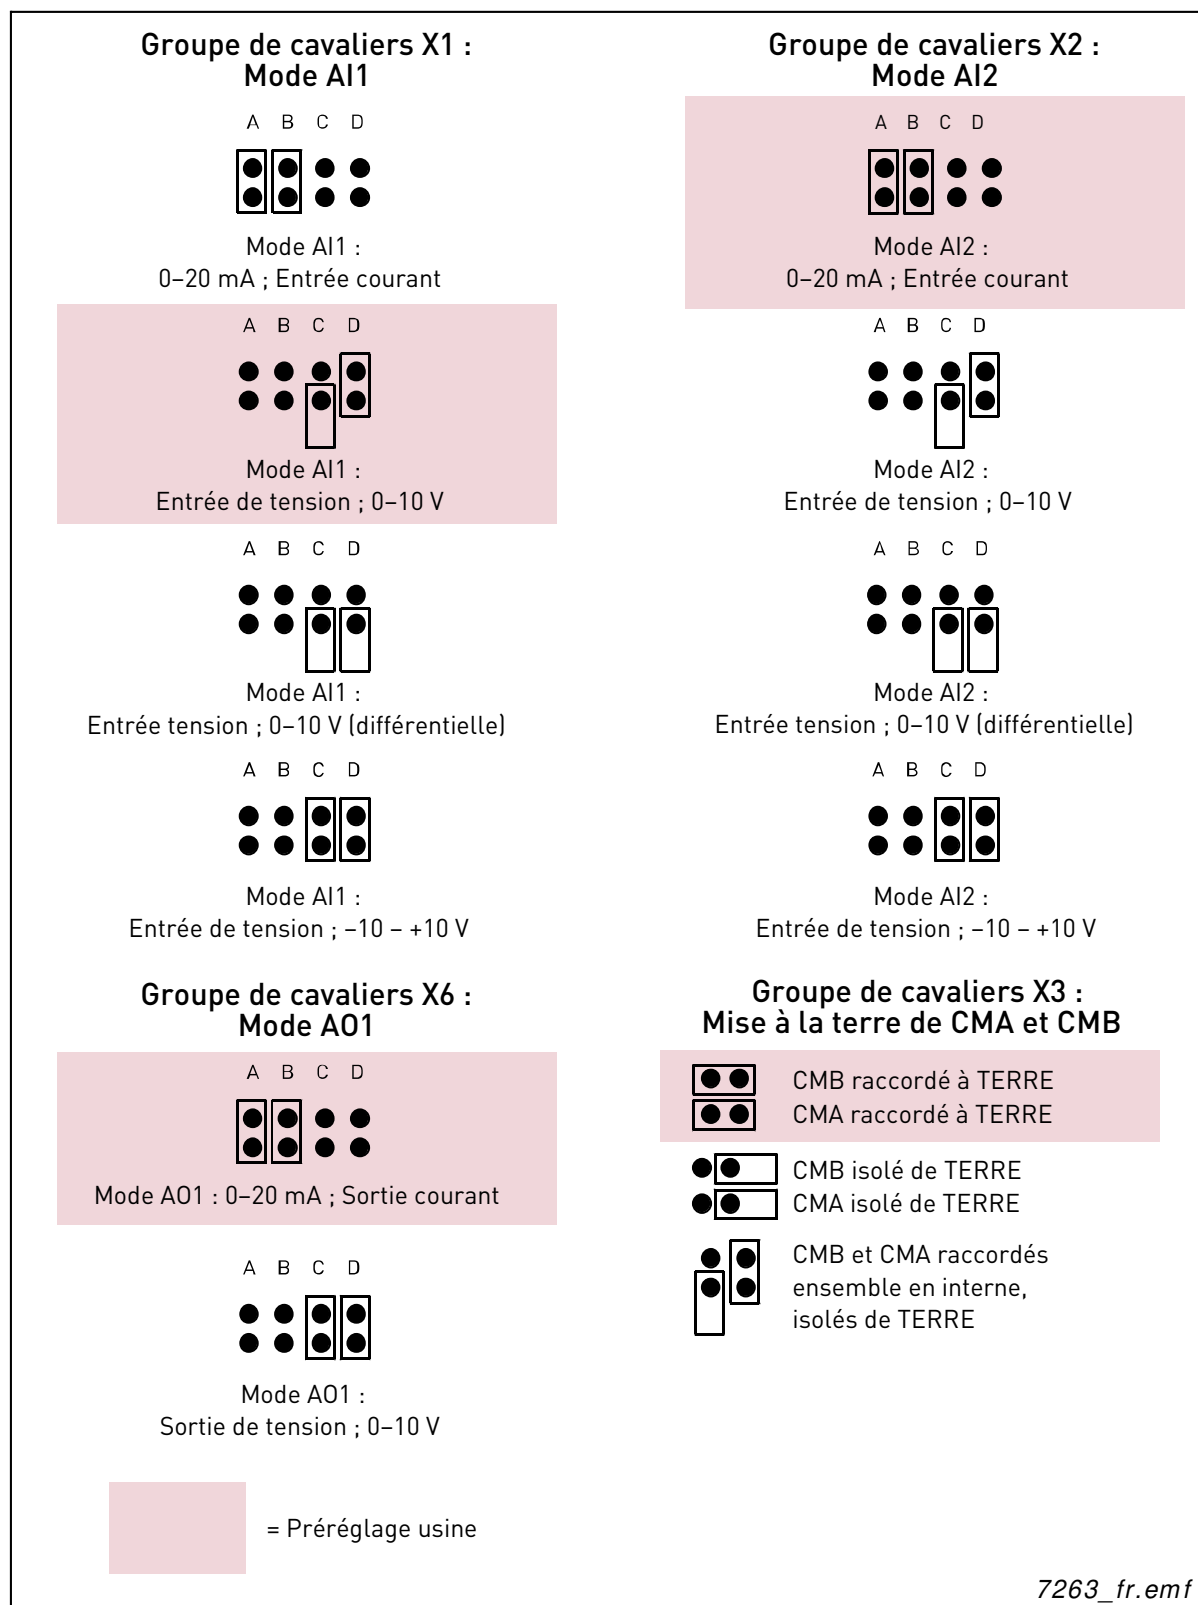 Groupe de cavaliers X1 :
Mode AI1
A B C D
Mode AI1 :
0–20 mA ; Entrée courant
A B C D
Mode AI1 :
Entrée de tension ; 0–10 V
A B C D
Mode AI1 :
Entrée tension ; 0–10 V (différentielle)
A B C D
Mode AI1 :
Entrée de tension ; –10 – +10 V
Groupe de cavaliers X2 :
Mode AI2
A B C D
Mode AI2 :
0–20 mA ; Entrée courant
A B C D
Mode AI2 :
Entrée de tension ; 0–10 V
A B C D
Mode AI2 :
Entrée tension ; 0–10 V (différentielle)
A B C D
Mode AI2 :
Entrée de tension ; –10 – +10 V
Groupe de cavaliers X6 :
Mode AO1
A B C D
Mode AO1 : 0–20 mA ; Sortie courant
A B C D
Mode AO1 :
Sortie de tension ; 0–10 V
Groupe de cavaliers X3 :
Mise à la terre de CMA et CMB
CMB raccordé à TERRE
CMA raccordé à TERRE
CMB isolé de TERRE
CMA isolé de TERRE
CMB et CMA raccordés
ensemble en interne,
isolés de TERRE
= Préréglage usine
7263_fr.emf